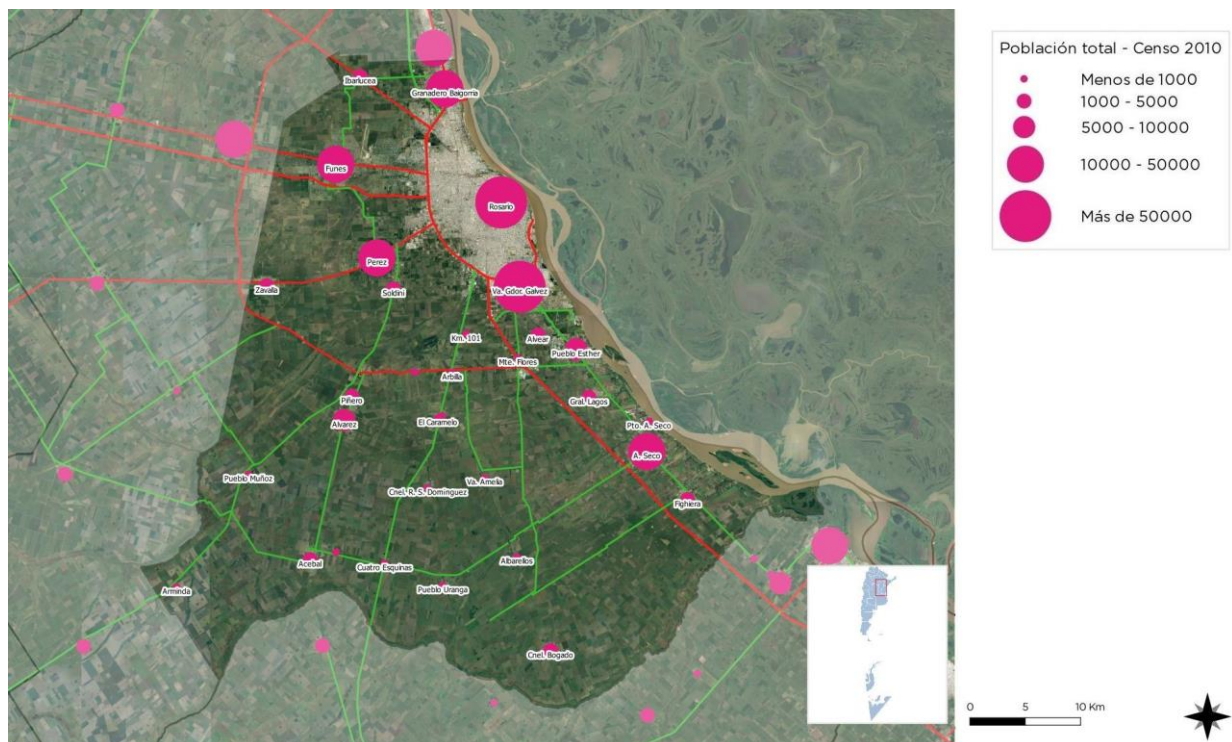 Población total - Censo 2010
Menos de 1000
1000 - 5000
5000 - 10000
10000 - 50000
Más de 50000
Ibarlucea
Granadero Baigorria
Funes
Rosario
Perez
Zavalla
Soldini
Va. Gdor. Galvez
Km. 101
Alvear
Pueblo Esther
Mte. Flores
Arbilla
Piñero
Gral. Lagos
Alvarez
El Caramelo
Pto. A. Seco
A. Seco
Pueblo Muñoz
Va. Amelia
Cnel. R. S. Dominguez
Fighiera
Acebal
Cuatro Esquinas
Albarellos
Arminda
Pueblo Uranga
Cnel. Bogado
0 5 10 Km